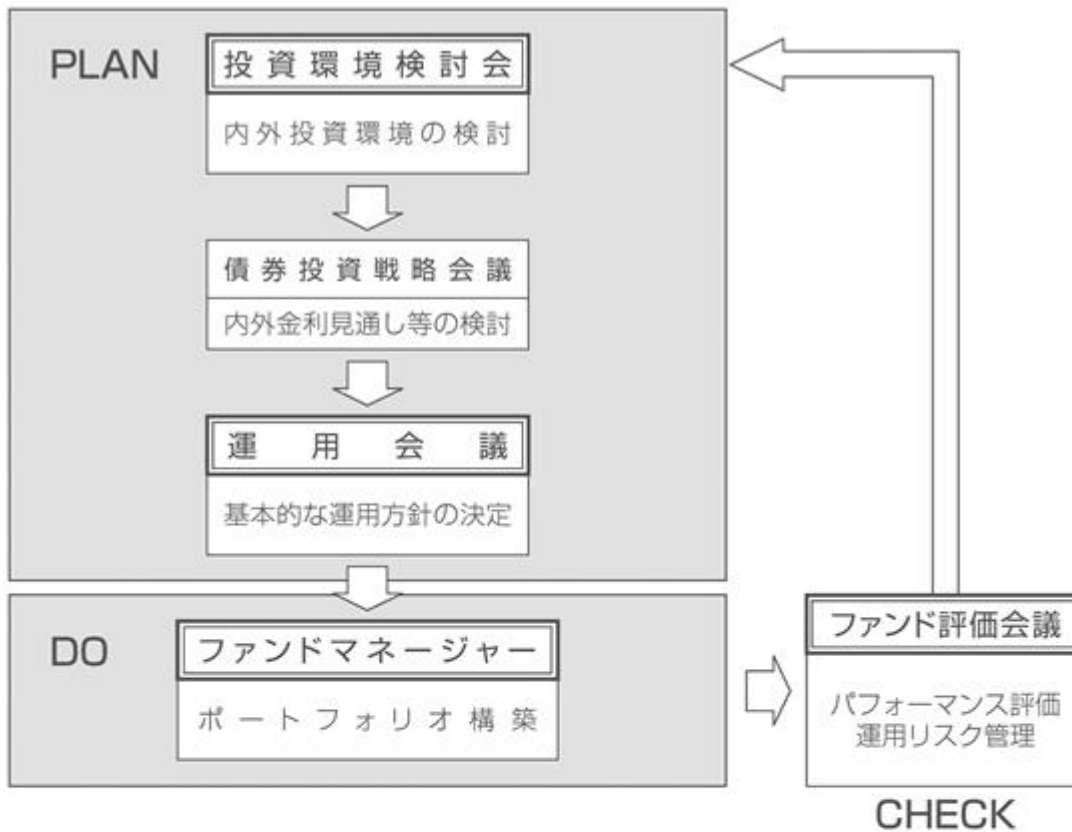 PLAN
投資環境検討会
内外投資環境の検討
債券投資戦略会議
内外金利見通し等の検討
運用会議
基本的な運用方針の決定
DO
ファンドマネージャー
ポートフォリオ構築
ファンド評価会議
パフォーマンス評価
運用リスク管理
CHECK